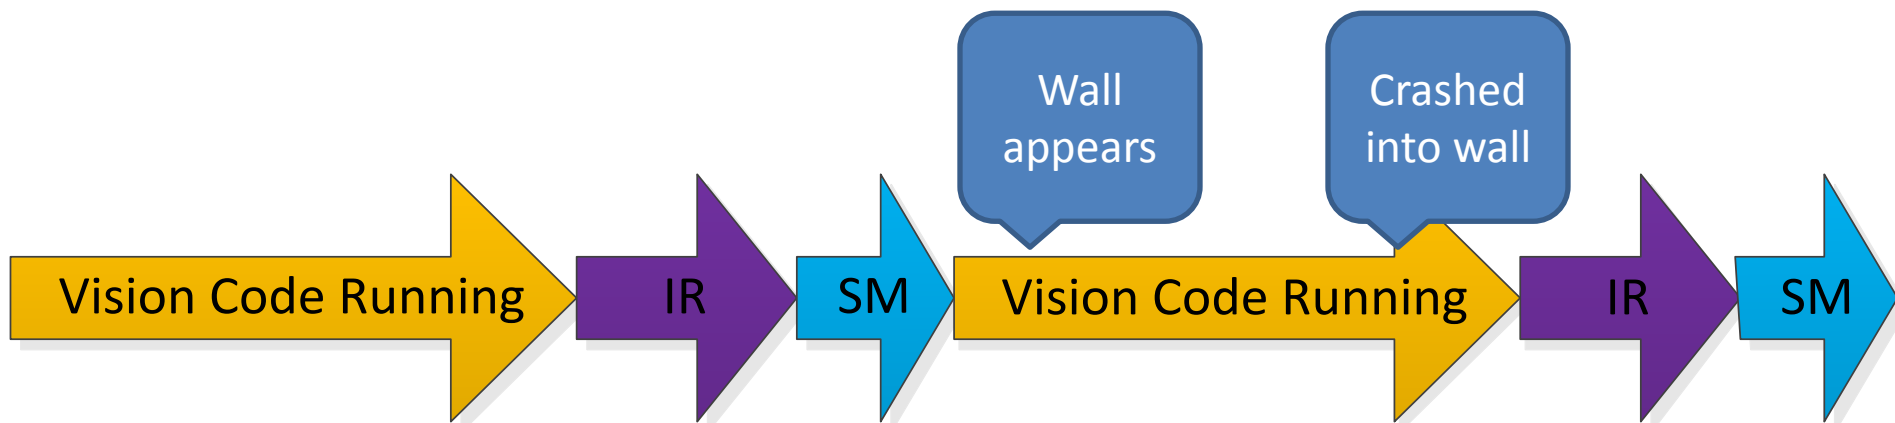 Wall
appears
Crashed
into wall
Vision Code Running
IR
SM
Vision Code Running
IR
SM